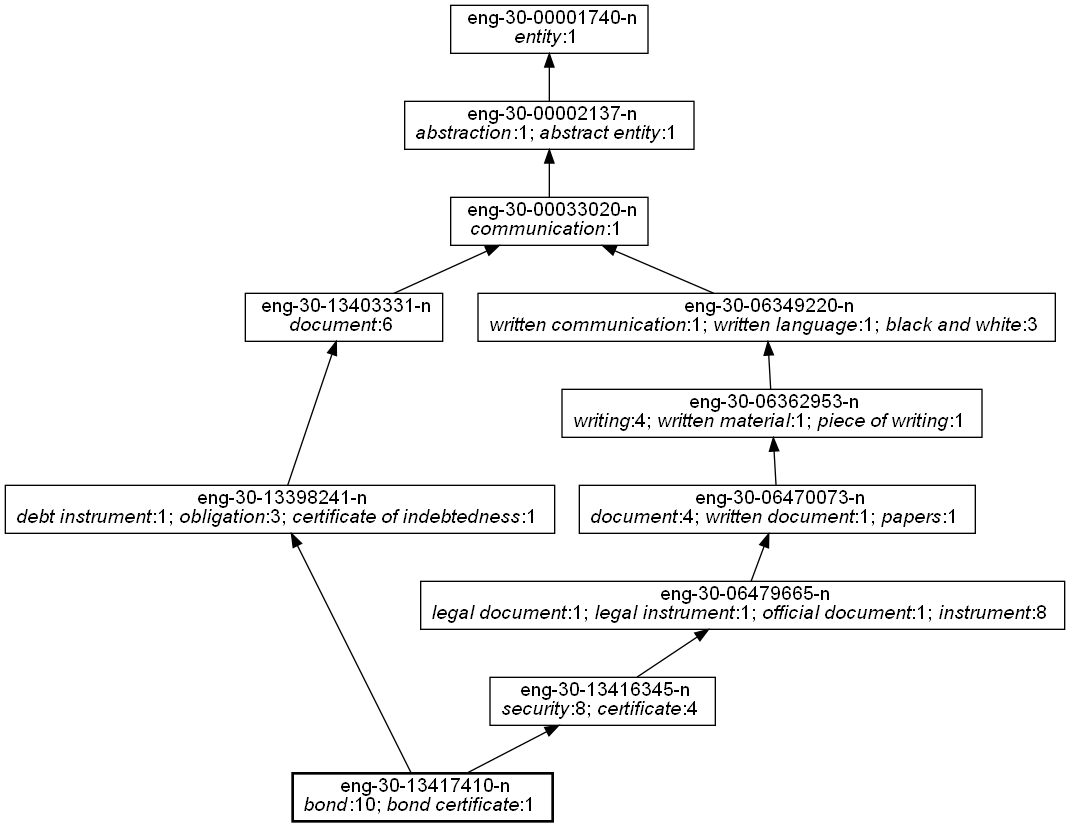 eng-30-00001740-n
entity:1
eng-30-00002137-n
abstraction:1; abstract entity:1
eng-30-00033020-n
communication:1
eng-30-13403331-n
document:6
eng-30-06349220-n
written communication:1; written language:1; black and white:3
eng-30-06362953-n
writing:4; written material:1; piece of writing:1
eng-30-13398241-n
debt instrument:1; obligation:3; certificate of indebtedness:1
eng-30-06470073-n
document:4; written document:1; papers:1
eng-30-06479665-n
legal document:1; legal instrument:1; official document:1; instrument:8
eng-30-13416345-n
security:8; certificate:4
eng-30-13417410-n
bond:10; bond certificate:1